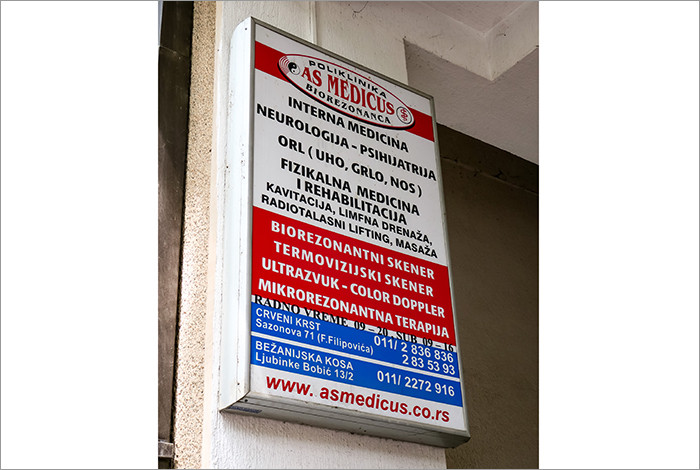 POLIKLINIKA
AS MEDICUS
BIOREZONANCA
INTERNA MEDICINA
NEUROLOGIJA - PSIHIJATRIJA
ORL ( UHO, GRLO, NOS )
FIZIKALNA MEDICINA
I REHABILITACIJA
KAVITACIJA, LIMFNA DRENAŽA,
RADIOTALASNI LIFTING, MASAŽA
BIOREZONANTNI SKENER
TERMOVIZIJSKI SKENER
ULTRAZVUK - COLOR DOPPLER
MIKROREZONANTNA TERAPIJA
RADNO VREME 09 - 20, SUB 09 - 16
CRVENI KRST 011/ 2 836 836
Sazonova 71 (F.Filipovića) 2 83 53 93
BEŽANIJSKA KOSA
Ljubinke Bobić 13/2 011/ 2272 916
www. asmedicus.co.rs